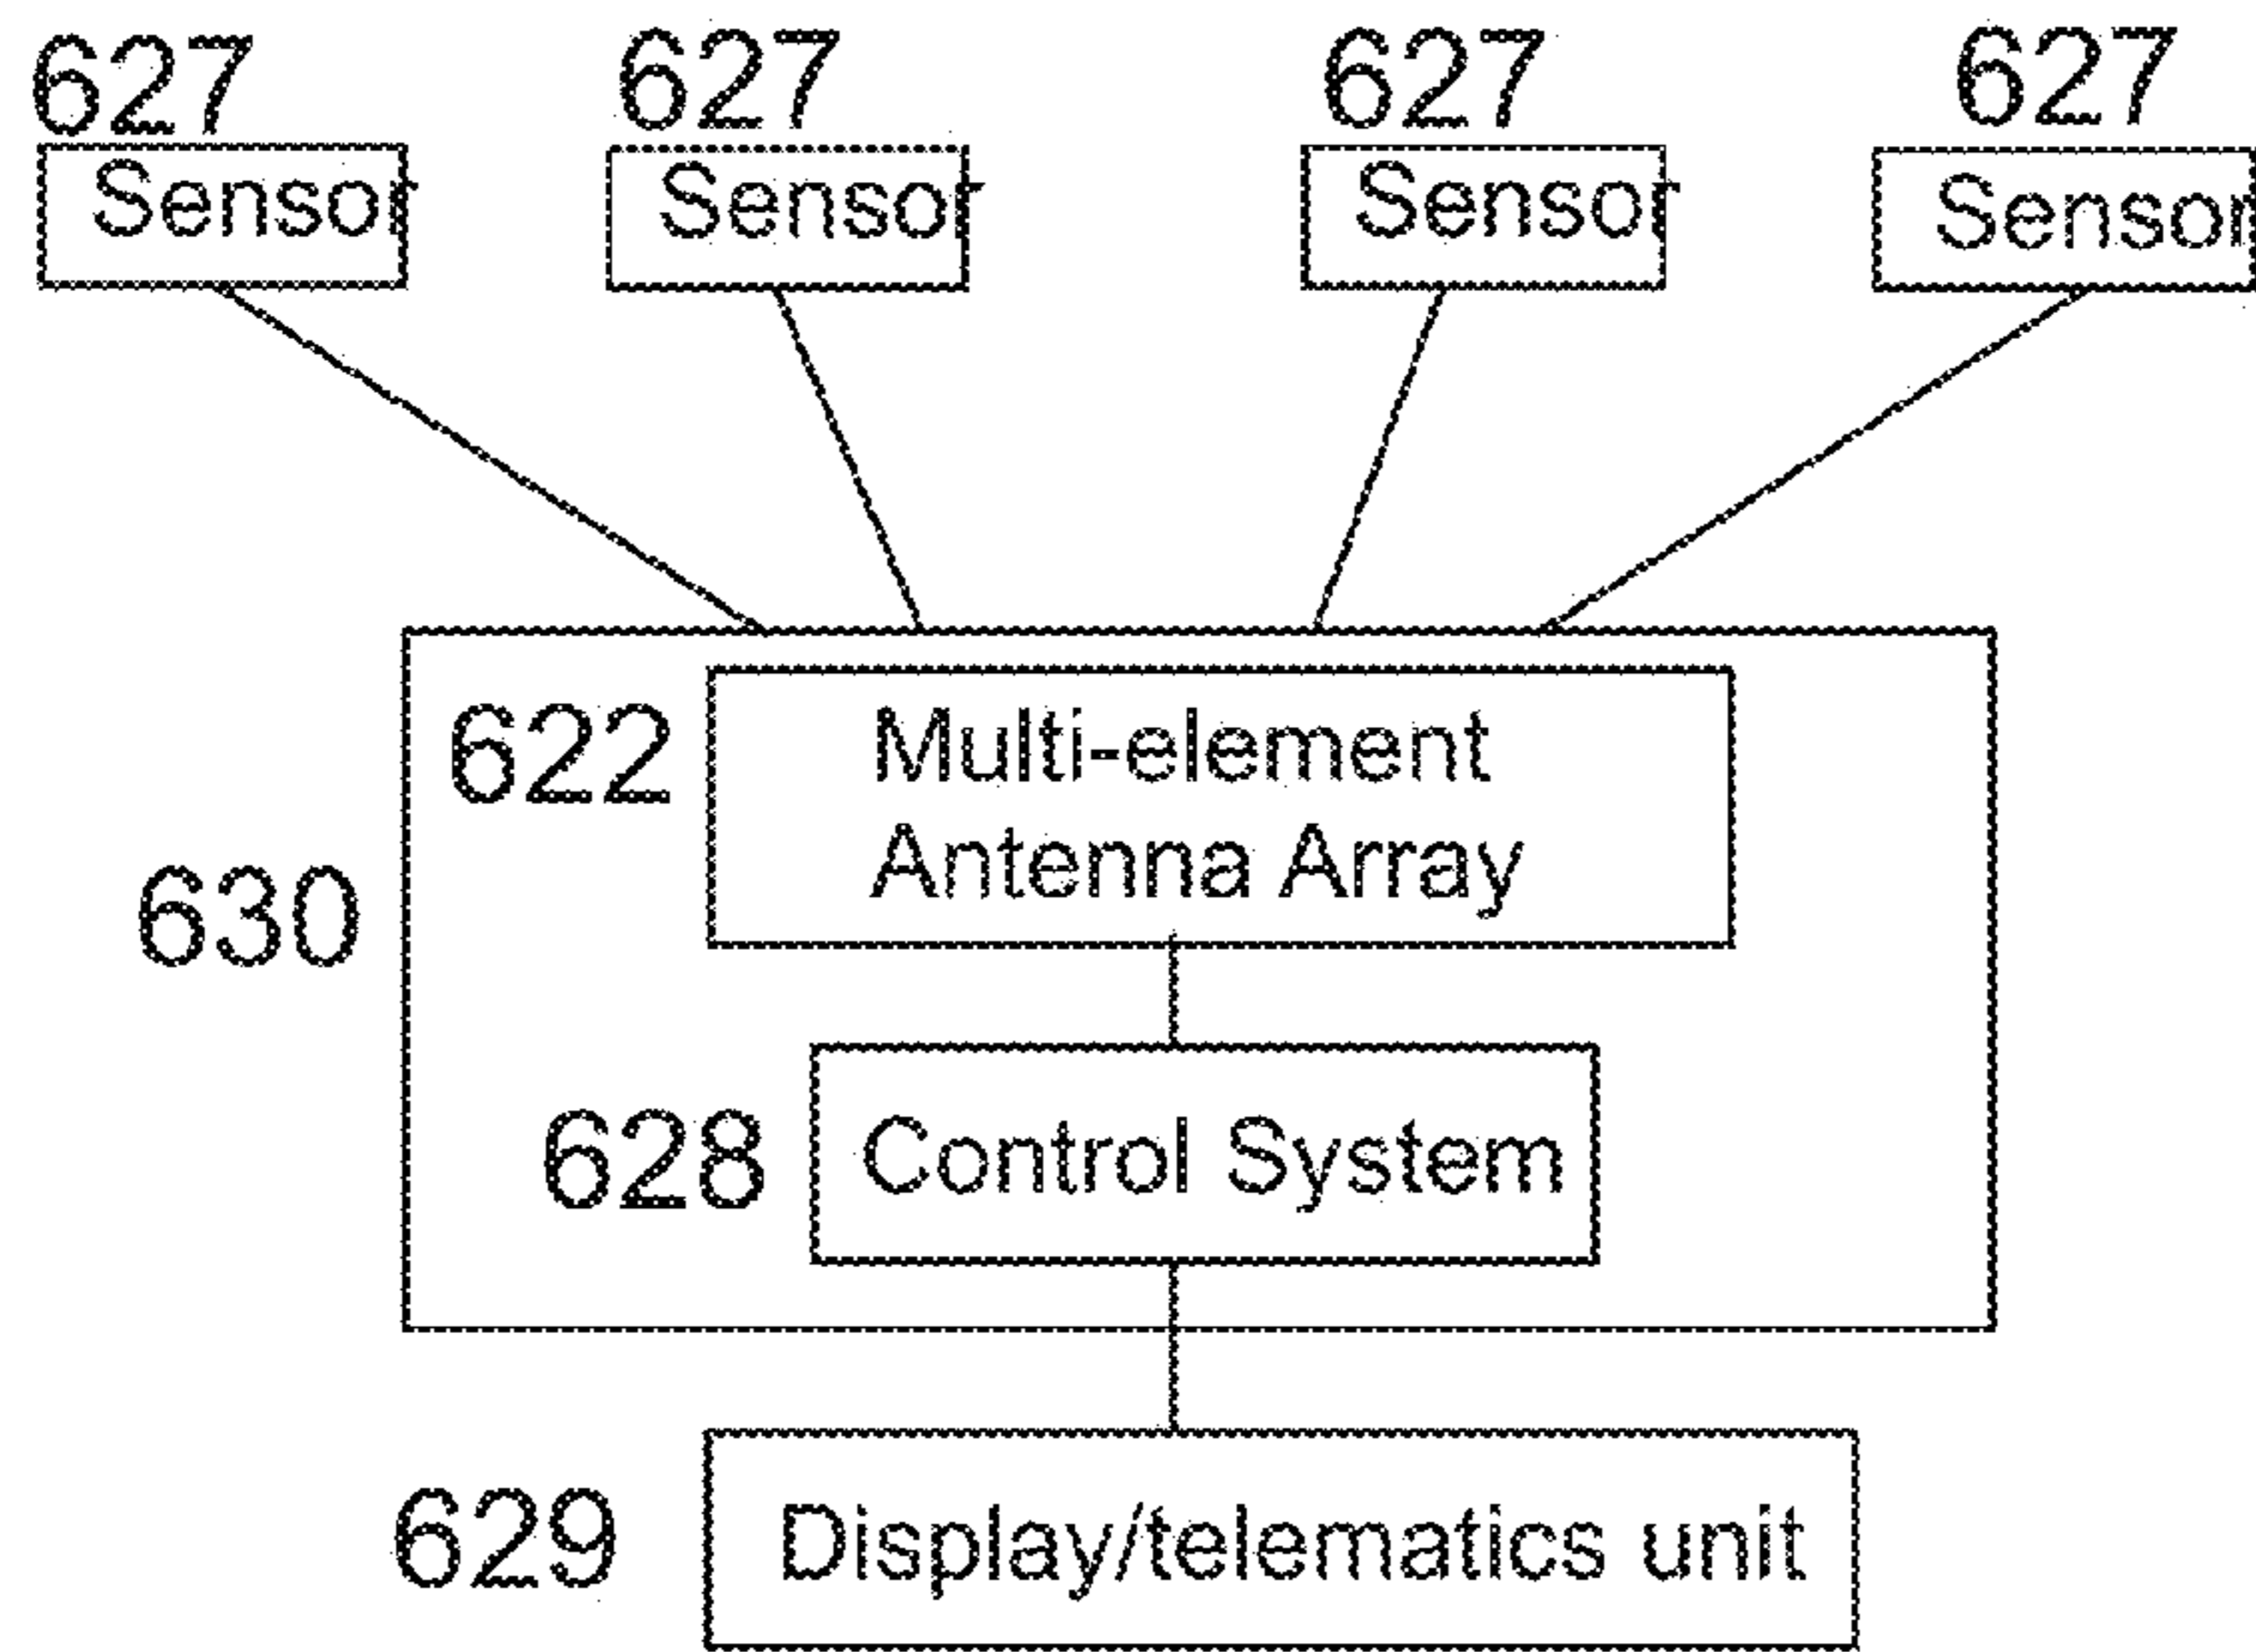 627 627 627 627
Sensor Sensor Sensor Sensor
622 Multi-element
Antenna Array
630
628 Control System
629 Display/telematics unit